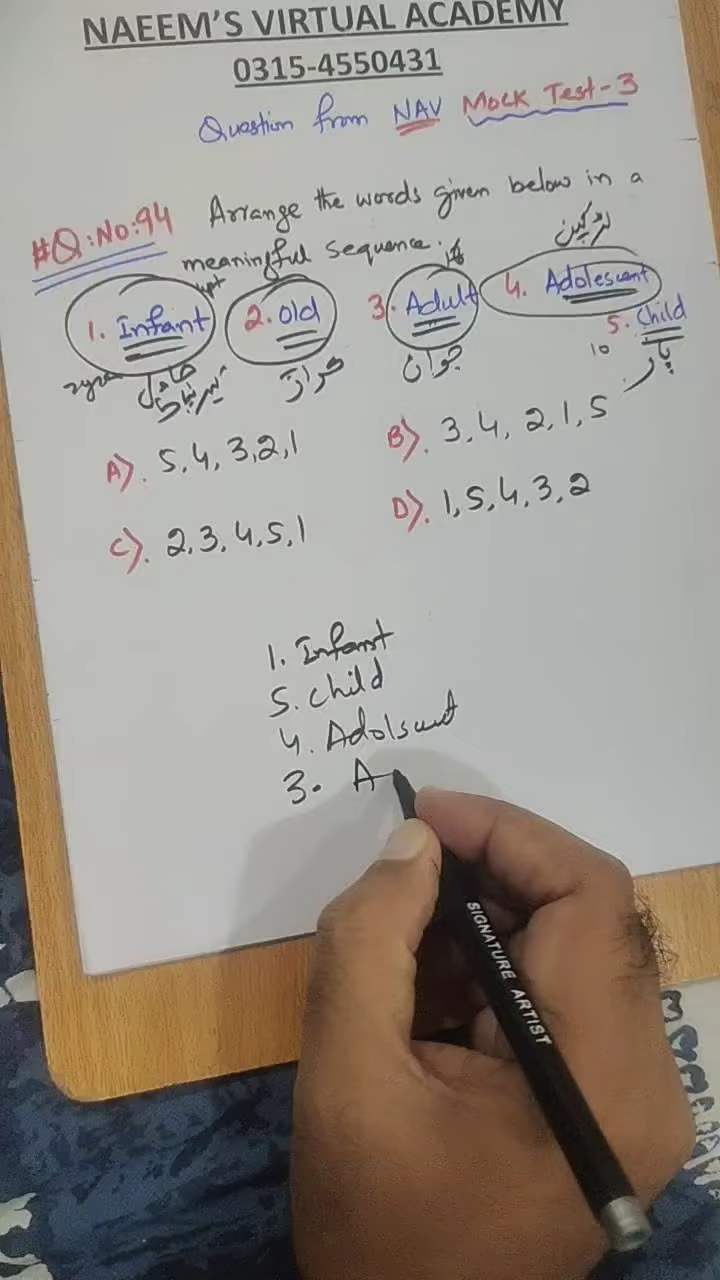 NAEEM'S VIRTUAL ACADEMY
0315-4550431
Question from NAV Mock Test-3
#Q:No:94 Arrange the words given below in a
meaningful sequence.
1. Infant 2. old 3. Adult 4. Adolescent
5. Child
جوان
10
A). 5,4,3,2,1 B). 3,4,2,1,5
C). 2,3,4,5,1 D). 1,5,4,3,2
1. Infant
5. child
4. Adolscent
3. A
SIGNATURE ARTIST